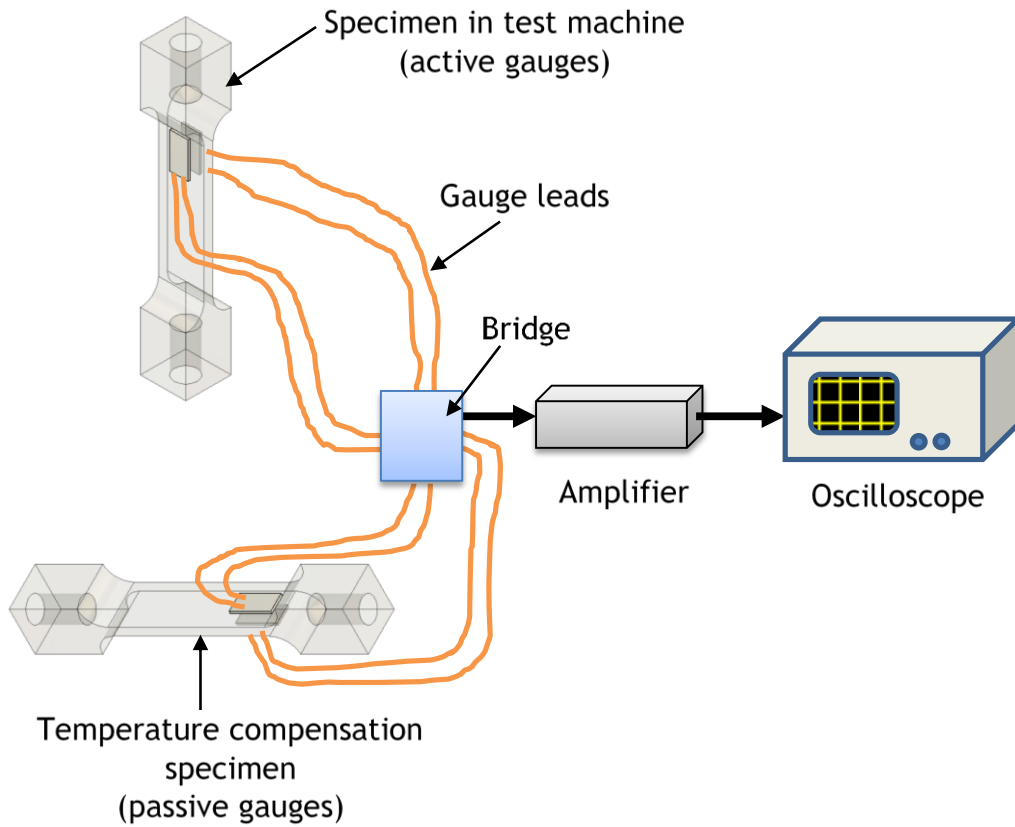 Specimen in test machine
(active gauges)
Gauge leads
Bridge
Amplifier
Oscilloscope
Temperature compensation
specimen
(passive gauges)